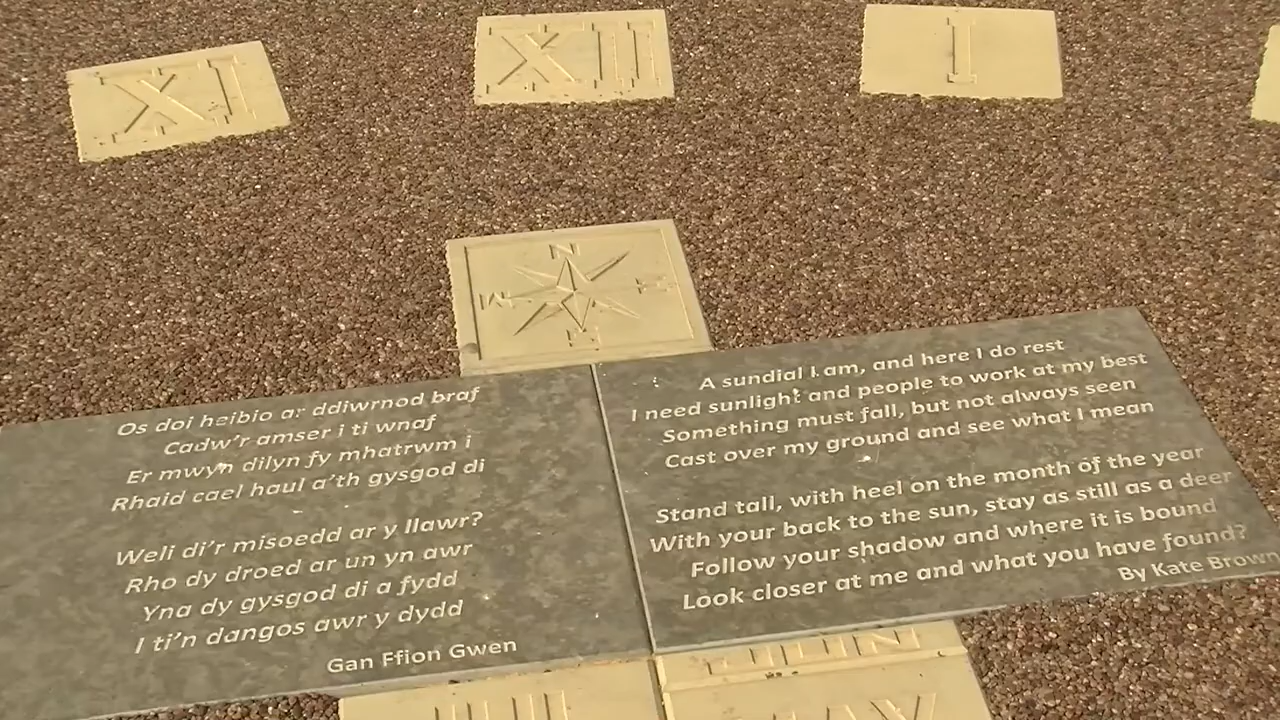 XI
XII
I
N
W
E
S
Os doi heibio ar ddiwrnod braf
Cadw'r amser i ti wnaf
Er mwyn dilyn fy mhatrwm i
Rhaid cael haul a'th gysgod di
Weli di'r misoedd ar y llawr?
Rho dy droed ar un yn awr
Yna dy gysgod di a fydd
I ti'n dangos awr y dydd
Gan Ffion Gwen
A sundial I am, and here I do rest
I need sunlight and people to work at my best
Something must fall, but not always seen
Cast over my ground and see what I mean
Stand tall, with heel on the month of the year
With your back to the sun, stay as still as a deer
Follow your shadow and where it is bound
Look closer at me and what you have found?
By Kate Brown